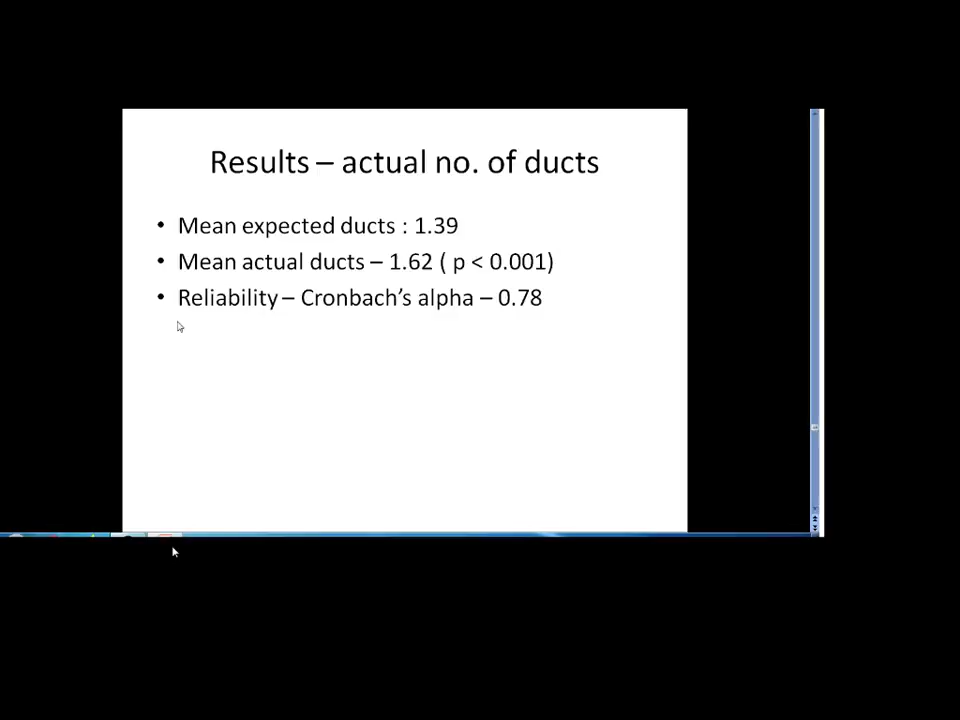 Results – actual no. of ducts
• Mean expected ducts : 1.39
• Mean actual ducts – 1.62 ( p < 0.001)
• Reliability – Cronbach’s alpha – 0.78